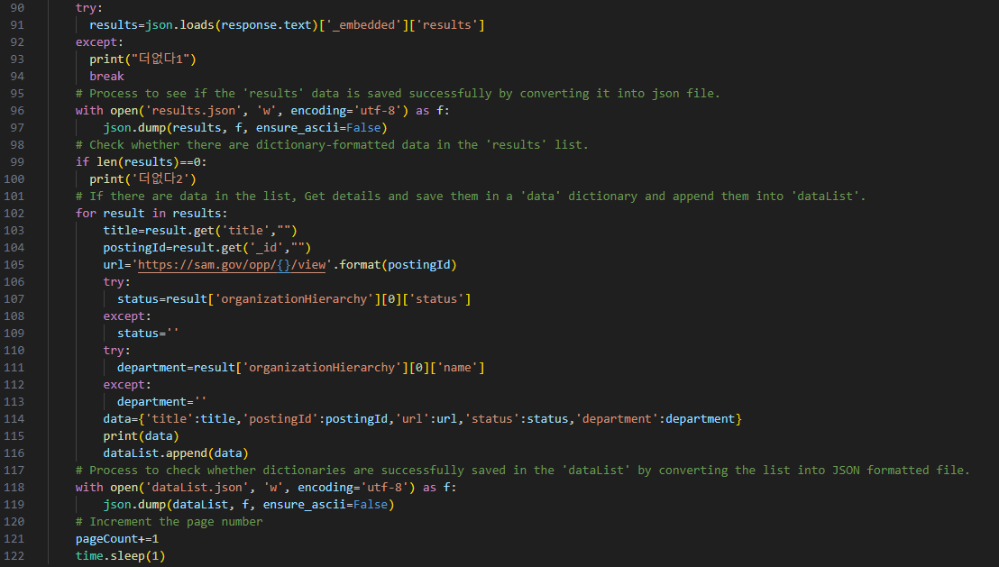 90 try:
91 results=json.loads(response.text)['_embedded']['results']
92 except:
93 print("더없다1")
94 break
95 # Process to see if the 'results' data is saved successfully by converting it into json file.
96 with open('results.json', 'w', encoding='utf-8') as f:
97 json.dump(results, f, ensure_ascii=False)
98 # Check whether there are dictionary-formatted data in the 'results' list.
99 if len(results)==0:
100 print('더없다2')
101 # If there are data in the list, Get details and save them in a 'data' dictionary and append them into 'dataList'.
102 for result in results:
103 title=result.get('title',"")
104 postingId=result.get('_id',"")
105 url='https://sam.gov/opp/{}/view'.format(postingId)
106 try:
107 status=result['organizationHierarchy'][0]['status']
108 except:
109 status=''
110 try:
111 department=result['organizationHierarchy'][0]['name']
112 except:
113 department=''
114 data={'title':title,'postingId':postingId,'url':url,'status':status,'department':department}
115 print(data)
116 dataList.append(data)
117 # Process to check whether dictionaries are successfully saved in the 'dataList' by converting the list into JSON formatted file.
118 with open('dataList.json', 'w', encoding='utf-8') as f:
119 json.dump(dataList, f, ensure_ascii=False)
120 # Increment the page number
121 pageCount+=1
122 time.sleep(1)